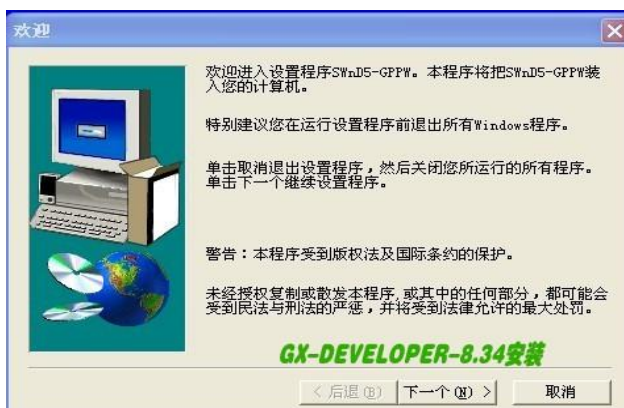 欢迎
欢迎进入设置程序SWnD5-GPPW。本程序将把SWnD5-GPPW装
入您的计算机。
特别建议您在运行设置程序前退出所有Windows程序。
单击取消退出设置程序，然后关闭您所运行的所有程序。
单击下一个继续设置程序。
警告：本程序受到版权法及国际条约的保护。
未经授权复制或散发本程序,或其中的任何部分，都可能会
受到民法与刑法的严惩，并将受到法律允许的最大处罚。
GX-DEVELOPER-8.34安装
< 后退(B) 下一个(N) > 取消